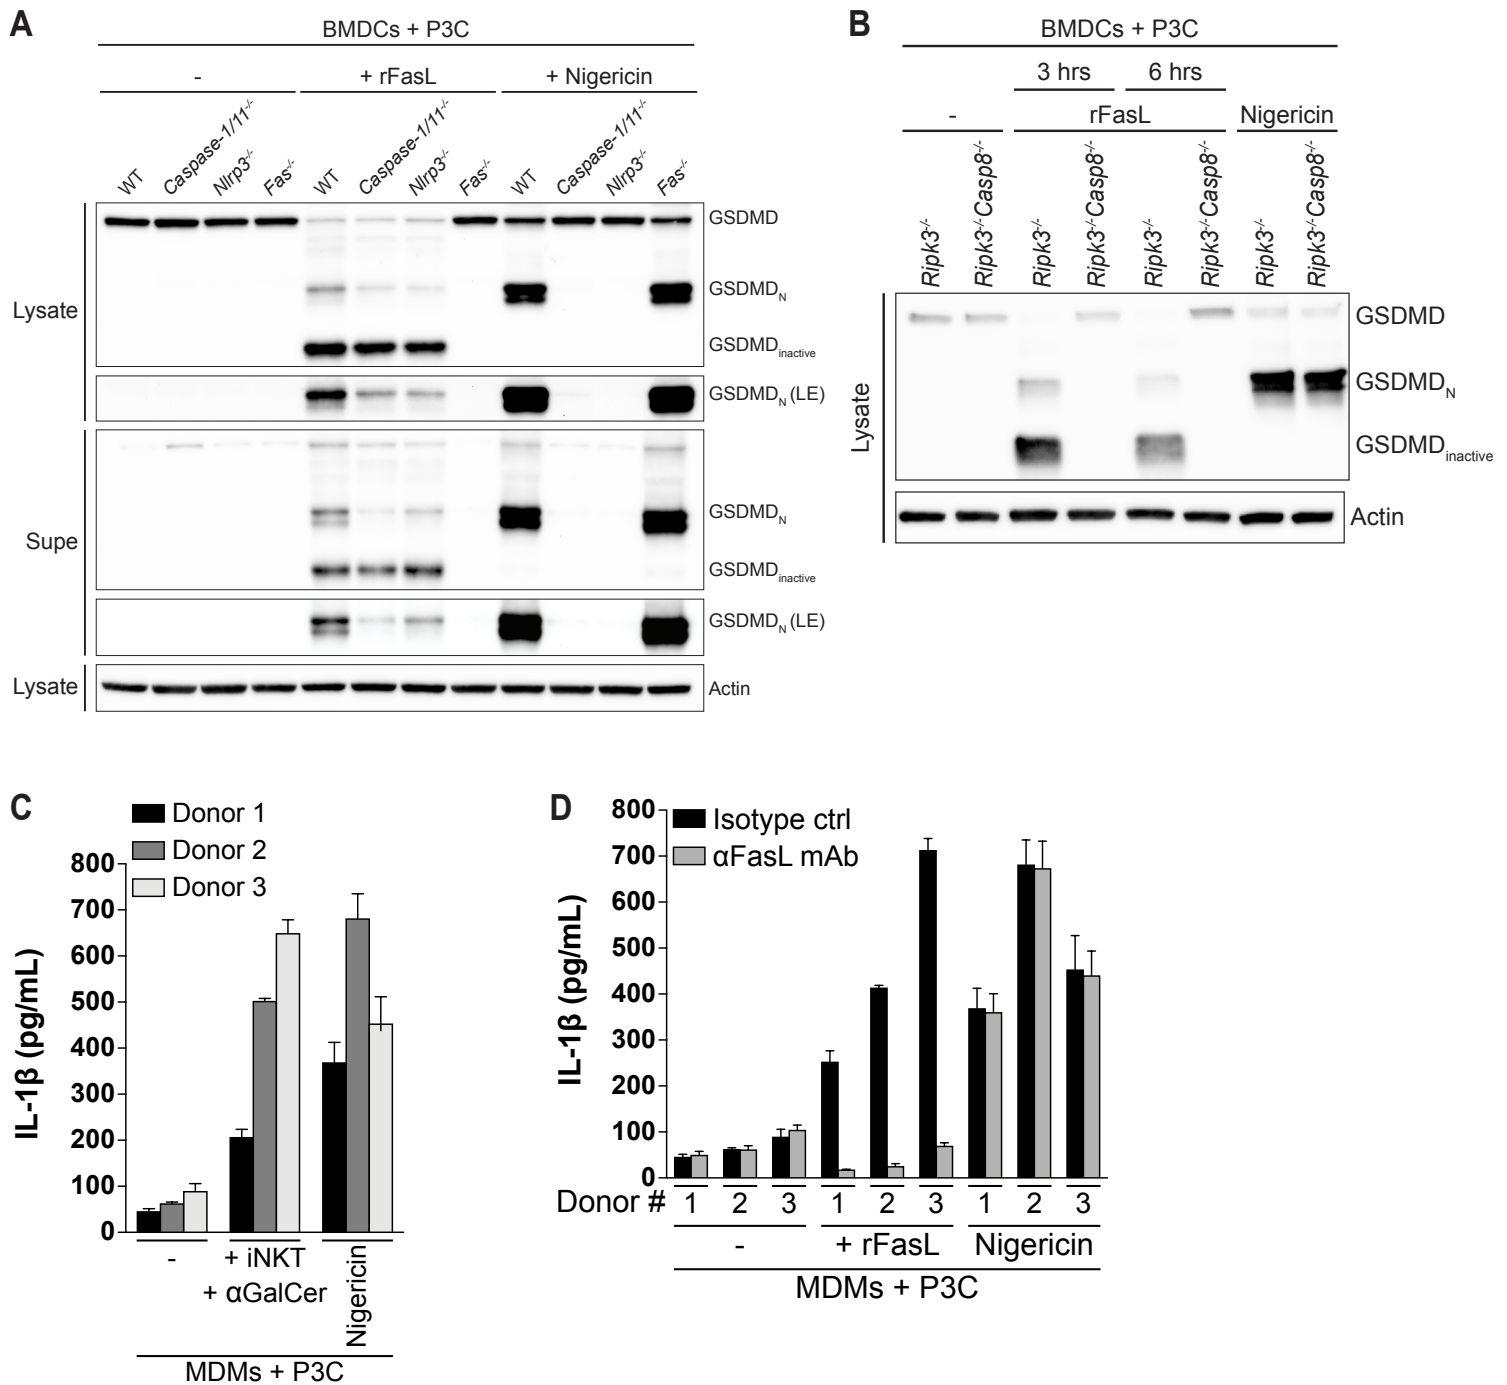 A
BMDCs + P3C
- + rFasL + Nigericin
WT Caspase-1/11-/- Nlrp3-/- Fas-/- WT Caspase-1/11-/- Nlrp3-/- Fas-/- WT Caspase-1/11-/- Nlrp3-/- Fas-/-
Lysate
GSDMD
GSDMDN
GSDMDinactive
GSDMDN (LE)
Supe
GSDMDN
GSDMDinactive
GSDMDN (LE)
Lysate
Actin
B
BMDCs + P3C
3 hrs 6 hrs
- rFasL Nigericin
Ripk3-/- Ripk3-/-Casp8-/- Ripk3-/- Ripk3-/-Casp8-/- Ripk3-/- Ripk3-/-Casp8-/- Ripk3-/- Ripk3-/-Casp8-/-
Lysate
GSDMD
GSDMDN
GSDMDinactive
Actin
C
Donor 1
Donor 2
Donor 3
IL-1β (pg/mL)
800
700
600
500
400
300
200
100
0
- + iNKT
+ αGalCer
Nigericin
MDMs + P3C
D
Isotype ctrl
αFasL mAb
IL-1β (pg/mL)
800
700
600
500
400
300
200
100
0
Donor # 1 2 3 1 2 3 1 2 3
- + rFasL Nigericin
MDMs + P3C